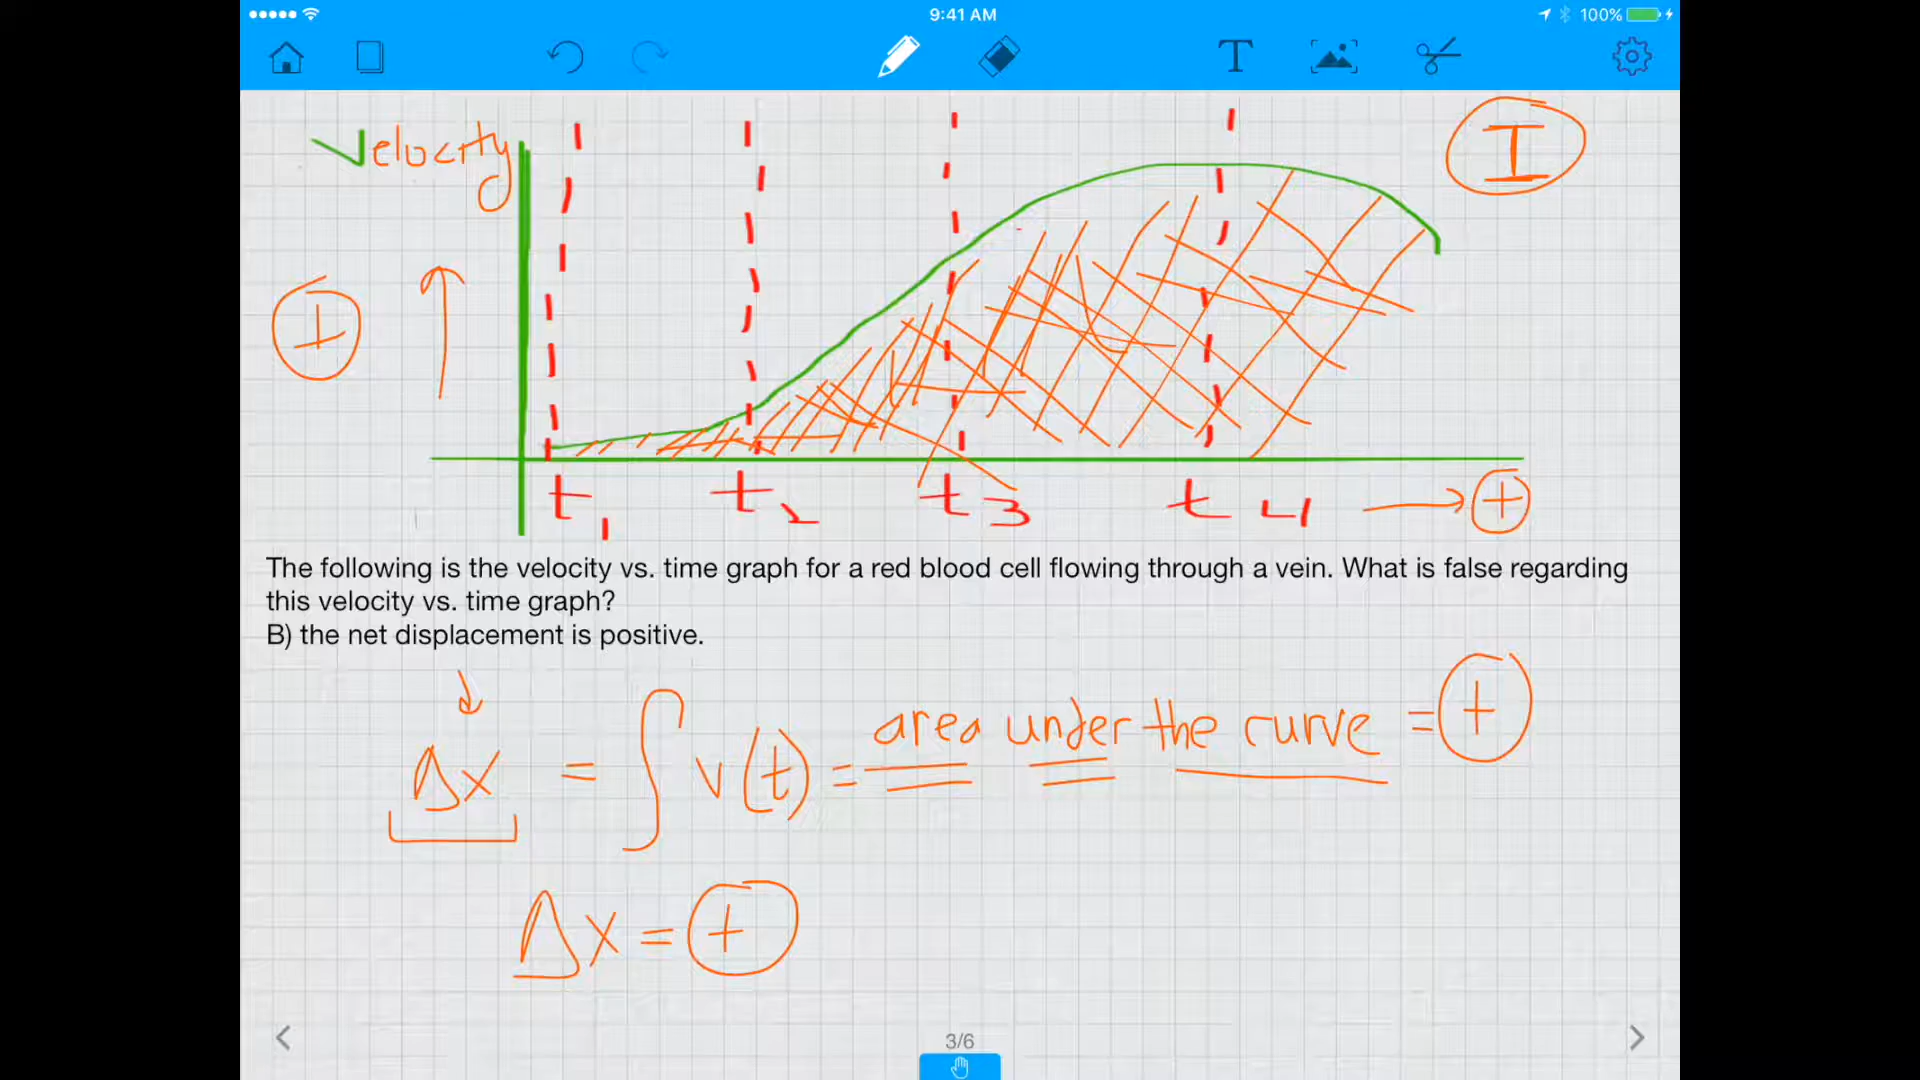 9:41 AM
100%
T
Velocity
I
+
t1 t2 t3 t4 → +
The following is the velocity vs. time graph for a red blood cell flowing through a vein. What is false regarding
this velocity vs. time graph?
B) the net displacement is positive.
Δx = ∫ v(t) = area under the curve = +
Δx = +
3/6